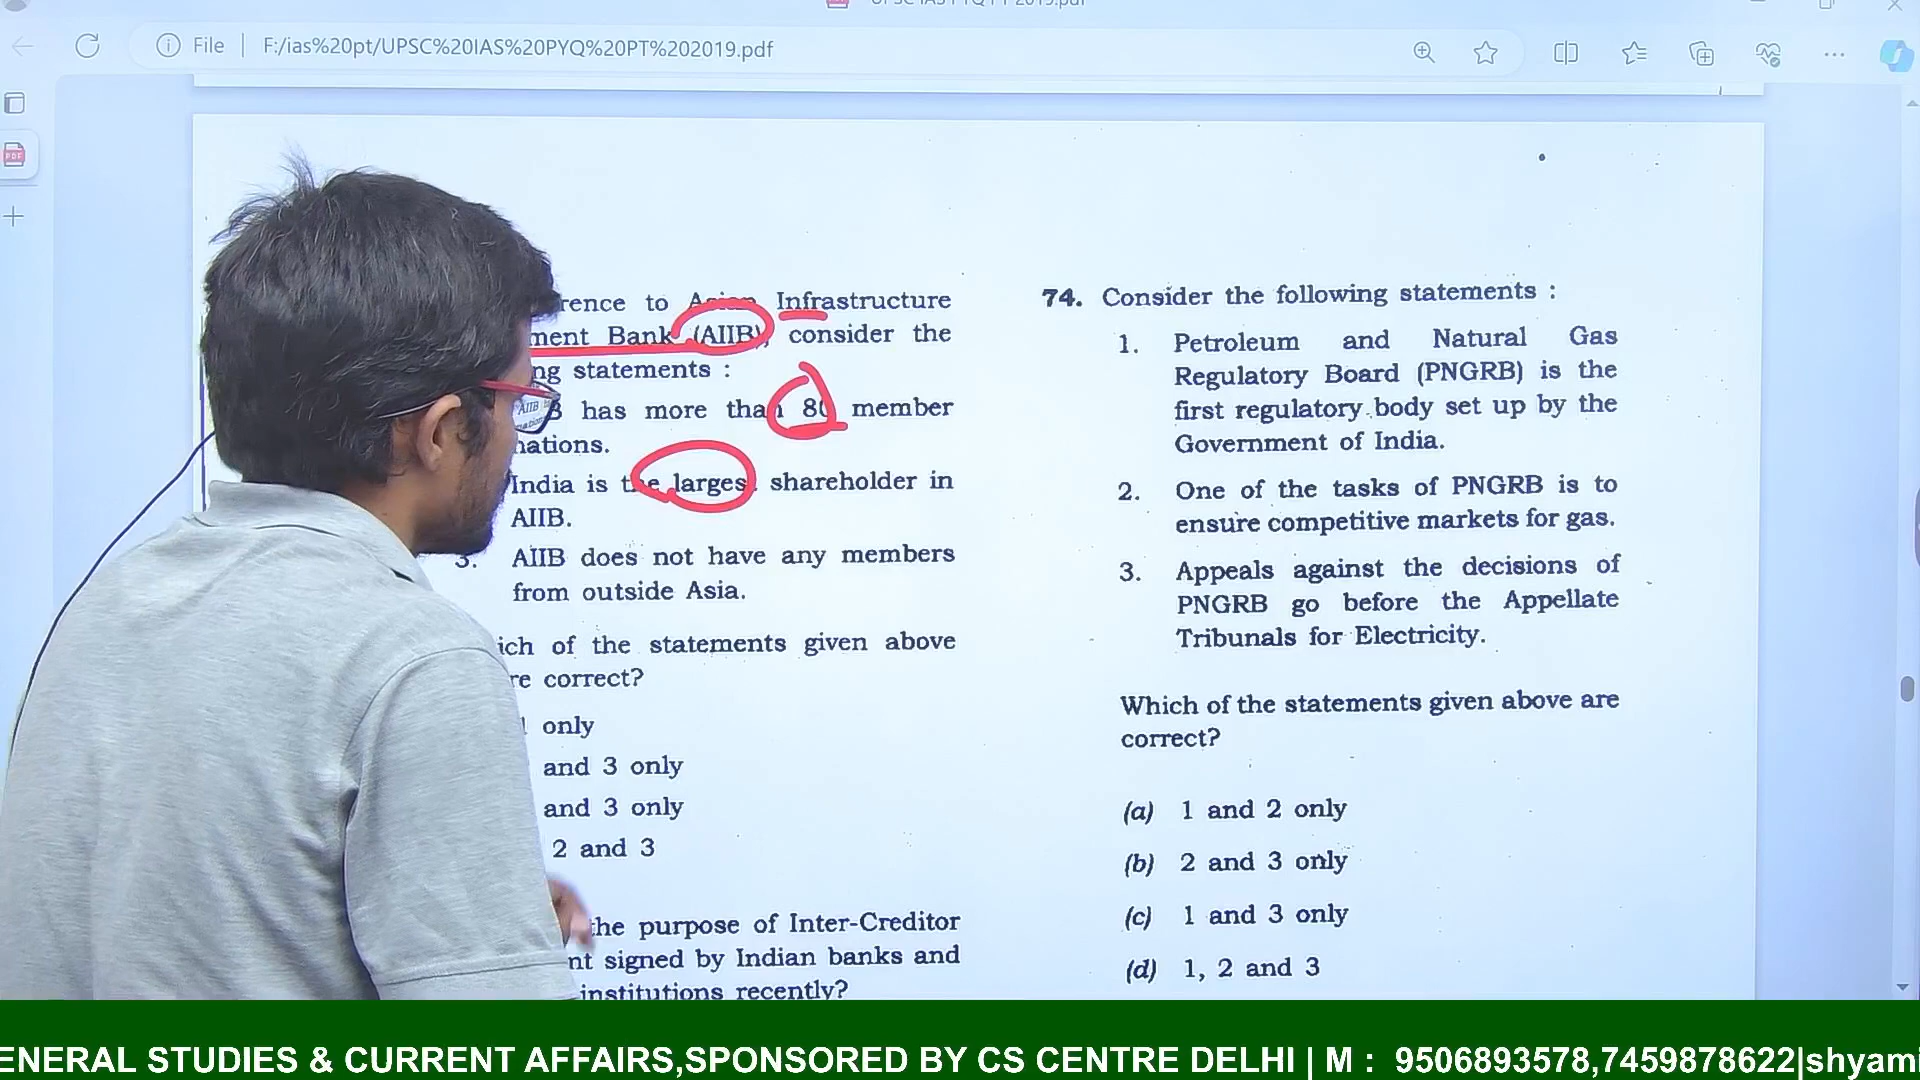 File
F:/ias%20pt/UPSC%20IAS%20PYQ%20PT%202019.pdf
PDF
rence to Asian Infrastructure
ment Bank (AIIB), consider the
ng statements :
B has more than 80 member
nations.
India is the largest shareholder in
AIIB.
3. AIIB does not have any members
from outside Asia.
ich of the statements given above
re correct?
1 only
and 3 only
and 3 only
2 and 3
the purpose of Inter-Creditor
nt signed by Indian banks and
institutions recently?
74. Consider the following statements :
1. Petroleum and Natural Gas
Regulatory Board (PNGRB) is the
first regulatory body set up by the
Government of India.
2. One of the tasks of PNGRB is to
ensure competitive markets for gas.
3. Appeals against the decisions of
PNGRB go before the Appellate
Tribunals for Electricity.
Which of the statements given above are
correct?
(a) 1 and 2 only
(b) 2 and 3 only
(c) 1 and 3 only
(d) 1, 2 and 3
ENERAL STUDIES & CURRENT AFFAIRS,SPONSORED BY CS CENTRE DELHI | M : 9506893578,7459878622|shyami